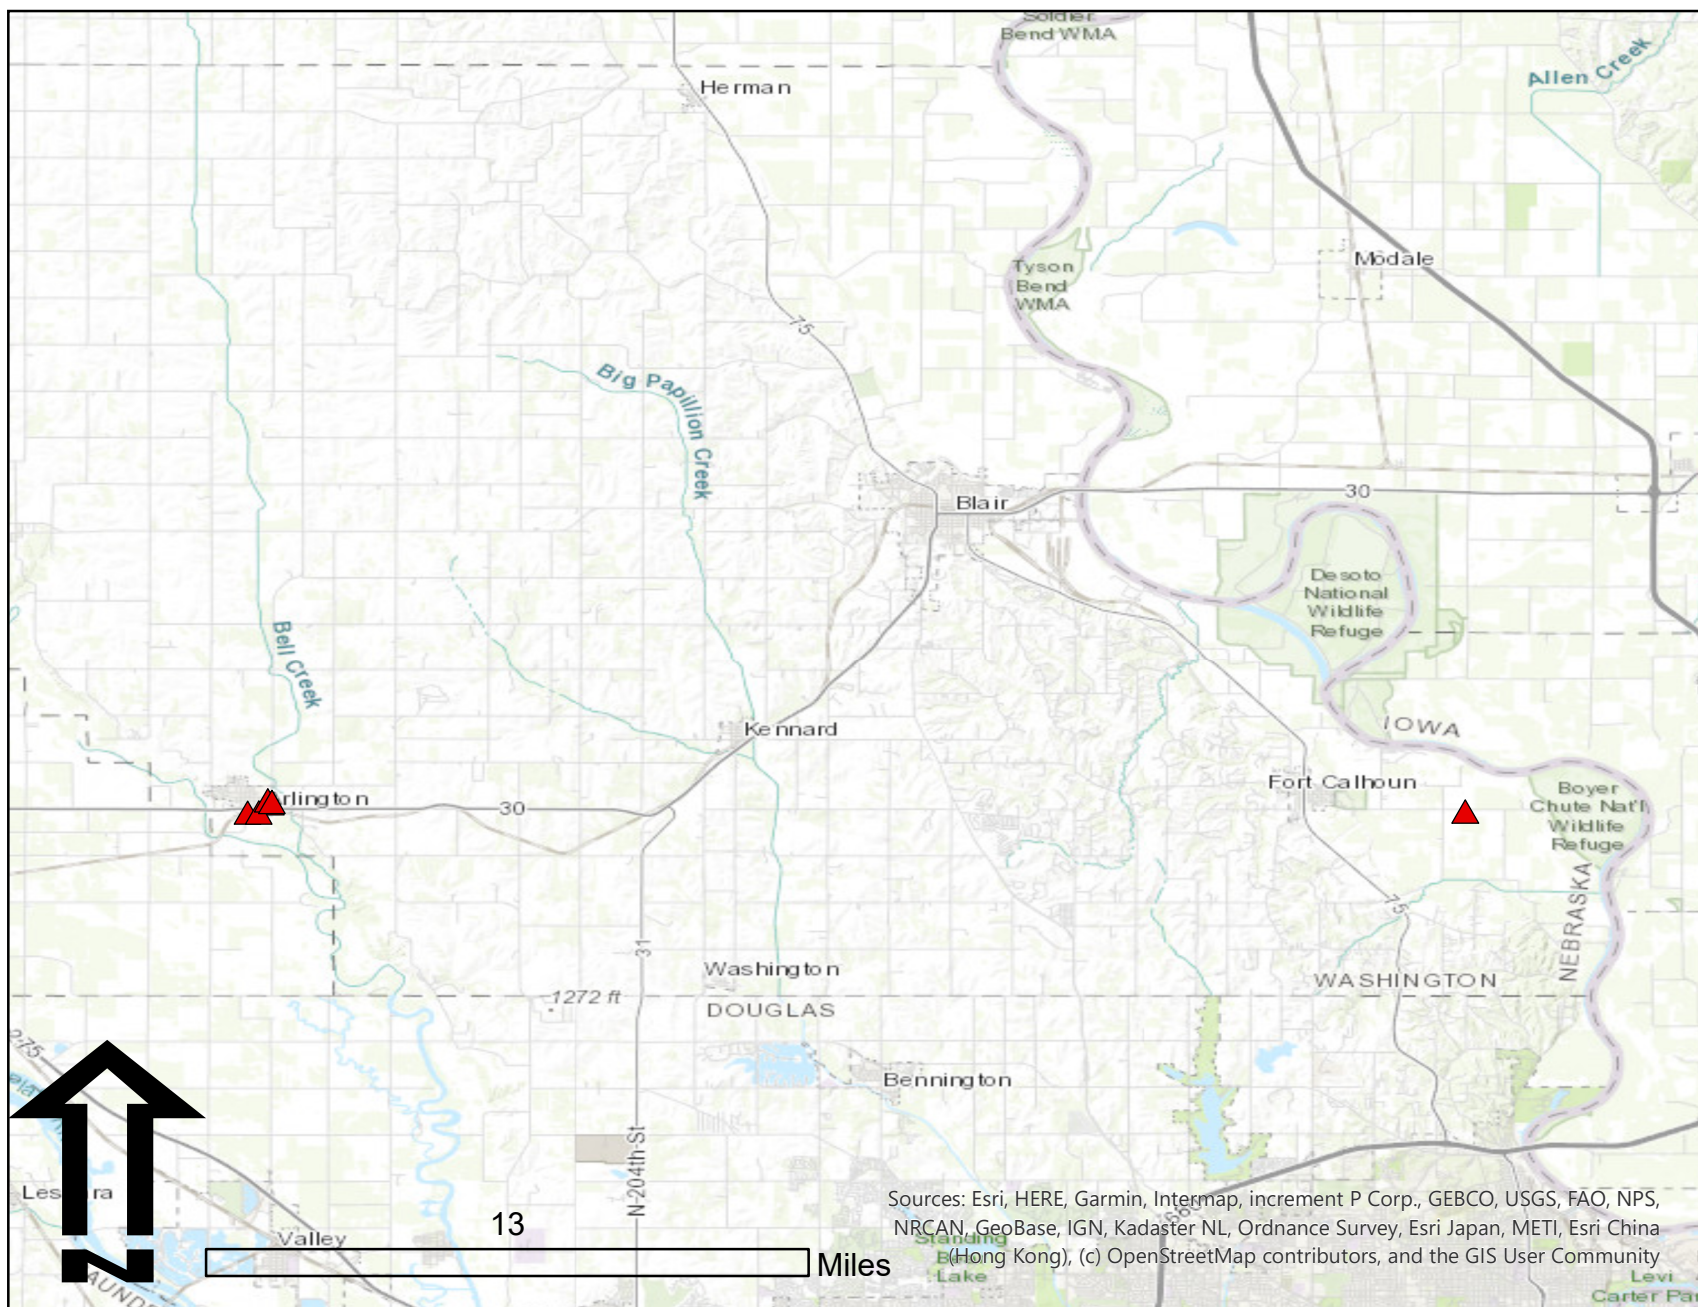 Soldier
Bend WMA
Allen Creek
Herman
Modale
Tyson
Bend
WMA
75
Big Papillion Creek
Blair
30
Desoto
National
Wildlife
Refuge
Bell Creek
Kennard
IOWA
Fort Calhoun
Boyer
Chute Nat'l
Wildlife
Refuge
rlington
30
75
NEBRASKA
31
Washington
WASHINGTON
1272 ft
DOUGLAS
Bennington
N-204th-St
Valley
13
Miles
N
Sources: Esri, HERE, Garmin, Intermap, increment P Corp., GEBCO, USGS, FAO, NPS,
NRCAN, GeoBase, IGN, Kadaster NL, Ordnance Survey, Esri Japan, METI, Esri China
(Hong Kong), (c) OpenStreetMap contributors, and the GIS User Community
Standing
Lake
Levi
Carter Par